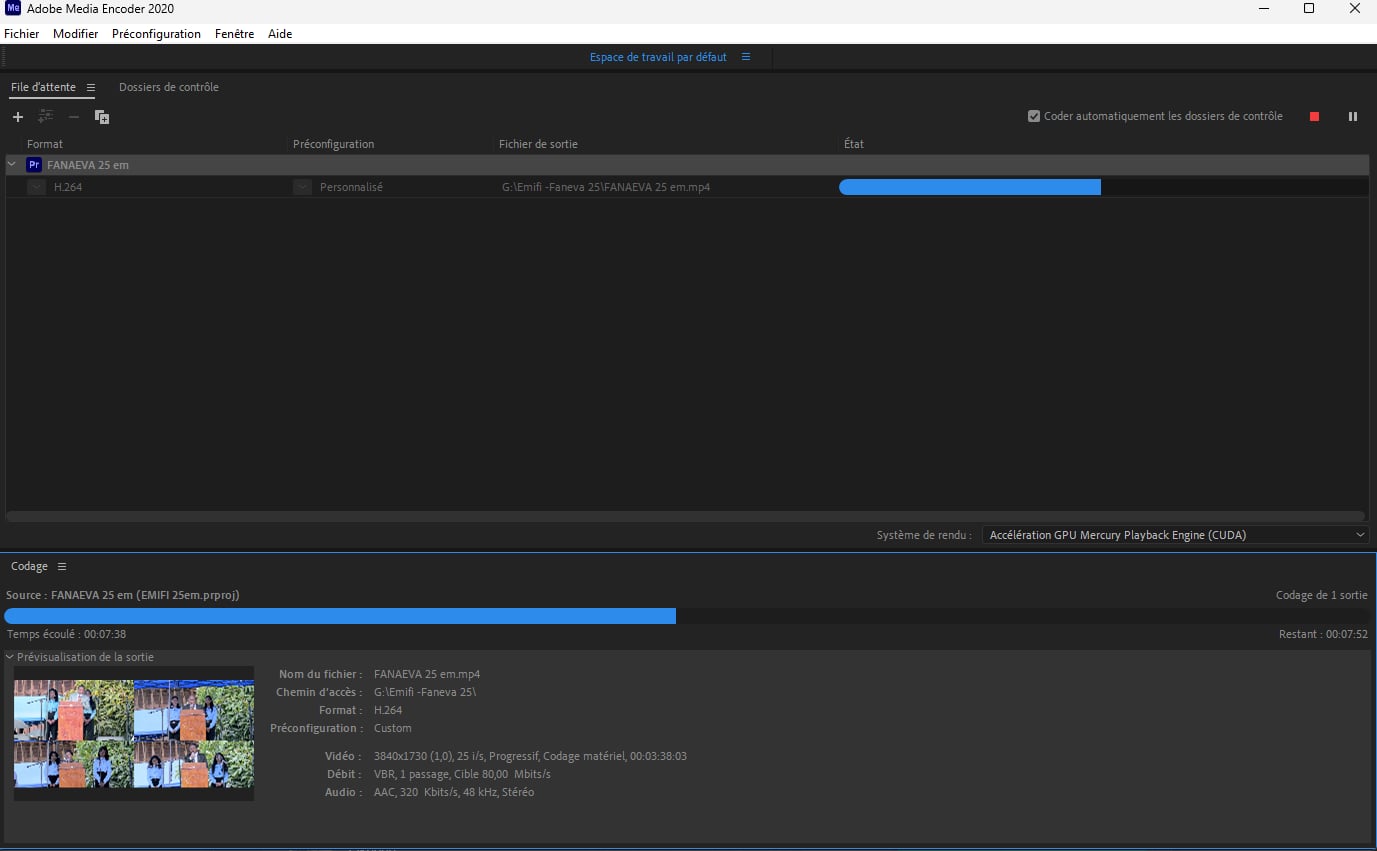 Me Adobe Media Encoder 2020
Fichier Modifier Préconfiguration Fenêtre Aide
Espace de travail par défaut
File d'attente Dossiers de contrôle
Coder automatiquement les dossiers de contrôle
Format Préconfiguration Fichier de sortie État
Pr FANAEVA 25 em
H.264 Personnalisé G:\Emifi -Faneva 25\FANAEVA 25 em.mp4
Système de rendu : Accélération GPU Mercury Playback Engine (CUDA)
Codage
Source : FANAEVA 25 em (EMIFI 25em.prproj) Codage de 1 sortie
Temps écoulé : 00:07:38 Restant : 00:07:52
Prévisualisation de la sortie
Nom du fichier : FANAEVA 25 em.mp4
Chemin d'accès : G:\Emifi -Faneva 25\
Format : H.264
Préconfiguration : Custom
Vidéo : 3840x1730 (1,0), 25 i/s, Progressif, Codage matériel, 00:03:38:03
Débit : VBR, 1 passage, Cible 80,00 Mbits/s
Audio : AAC, 320 Kbits/s, 48 kHz, Stéréo